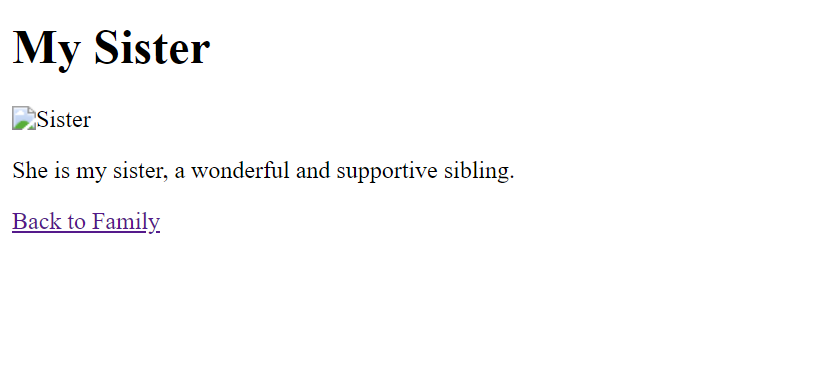 My Sister
Sister
She is my sister, a wonderful and supportive sibling.
Back to Family